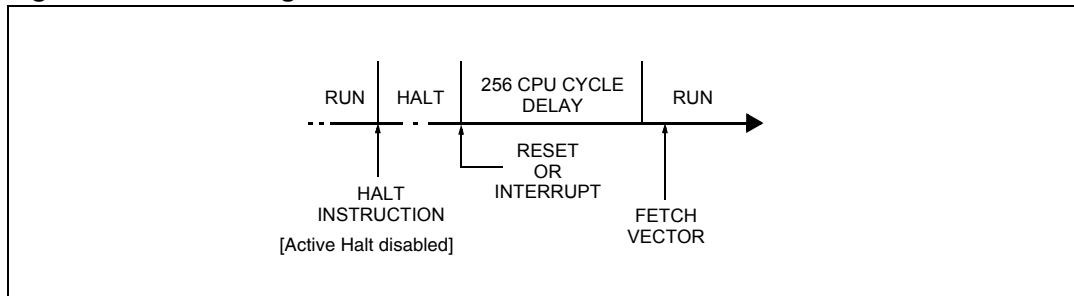 RUN
HALT
256 CPU CYCLE
DELAY
RUN
RESET
OR
INTERRUPT
HALT
INSTRUCTION
[Active Halt disabled]
FETCH
VECTOR